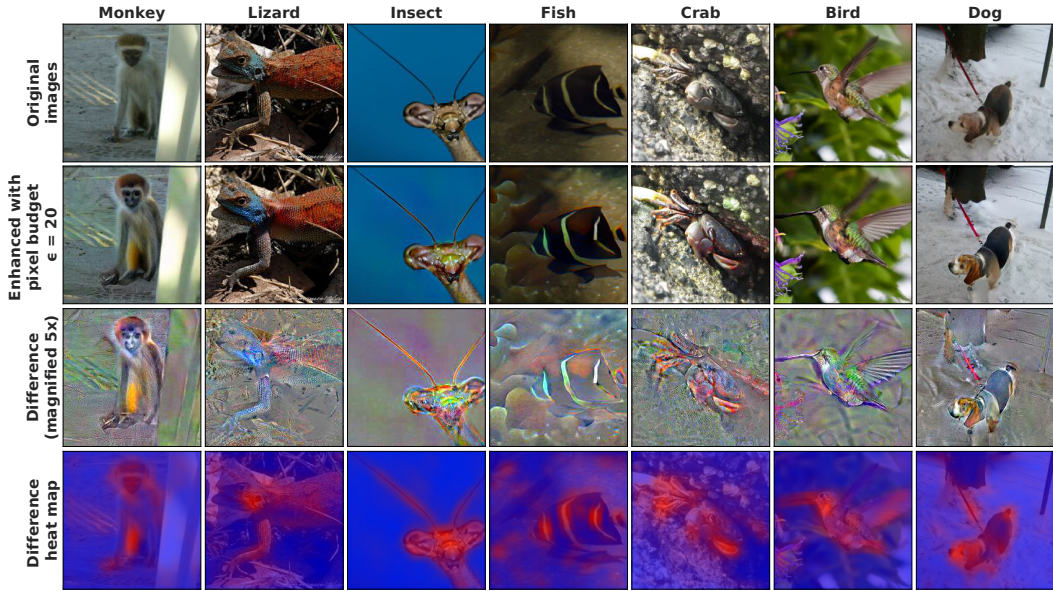 Monkey Lizard Insect Fish Crab Bird Dog
Original
images
Enhanced with
pixel budget
ϵ = 20
Difference
(magnified 5x)
Difference
heat map